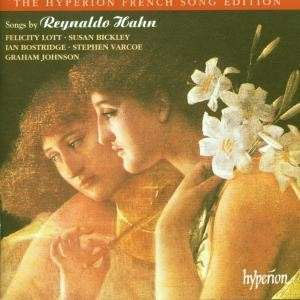 THE HYPERION FRENCH SONG EDITION
Songs by Reynaldo Hahn
FELICITY LOTT · SUSAN BICKLEY
IAN BOSTRIDGE · STEPHEN VARCOE
GRAHAM JOHNSON
hyperion